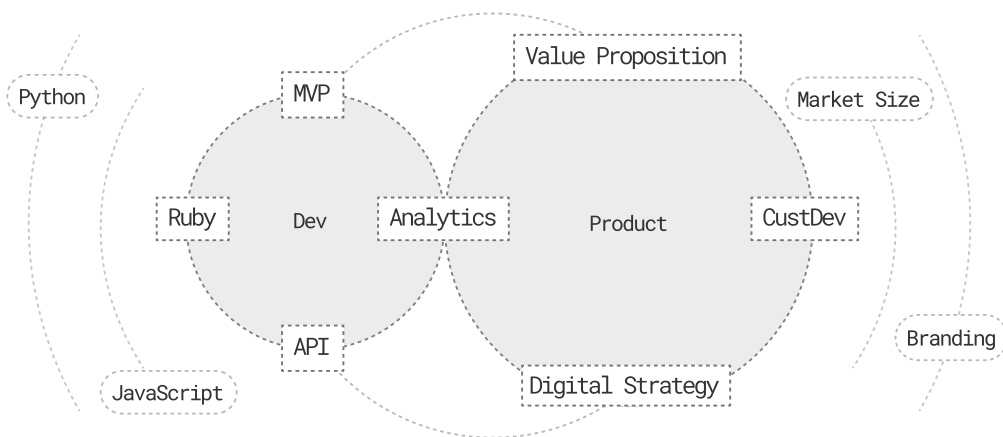 Value Proposition
MVP
Python
Market Size
Ruby
Dev
Analytics
Product
CustDev
API
Branding
JavaScript
Digital Strategy